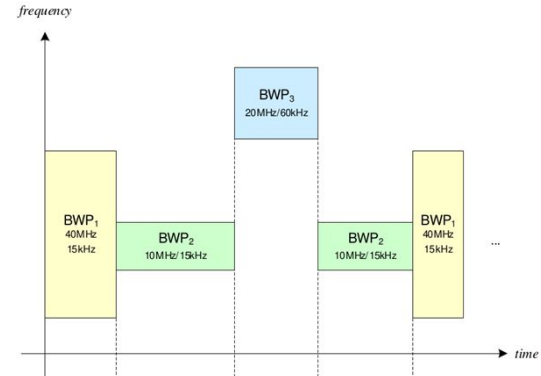 frequency
BWP₃
20MHz/60kHz
BWP₁
40MHz
15kHz
BWP₂
10MHz/15kHz
BWP₂
10MHz/15kHz
BWP₁
40MHz
15kHz
...
time